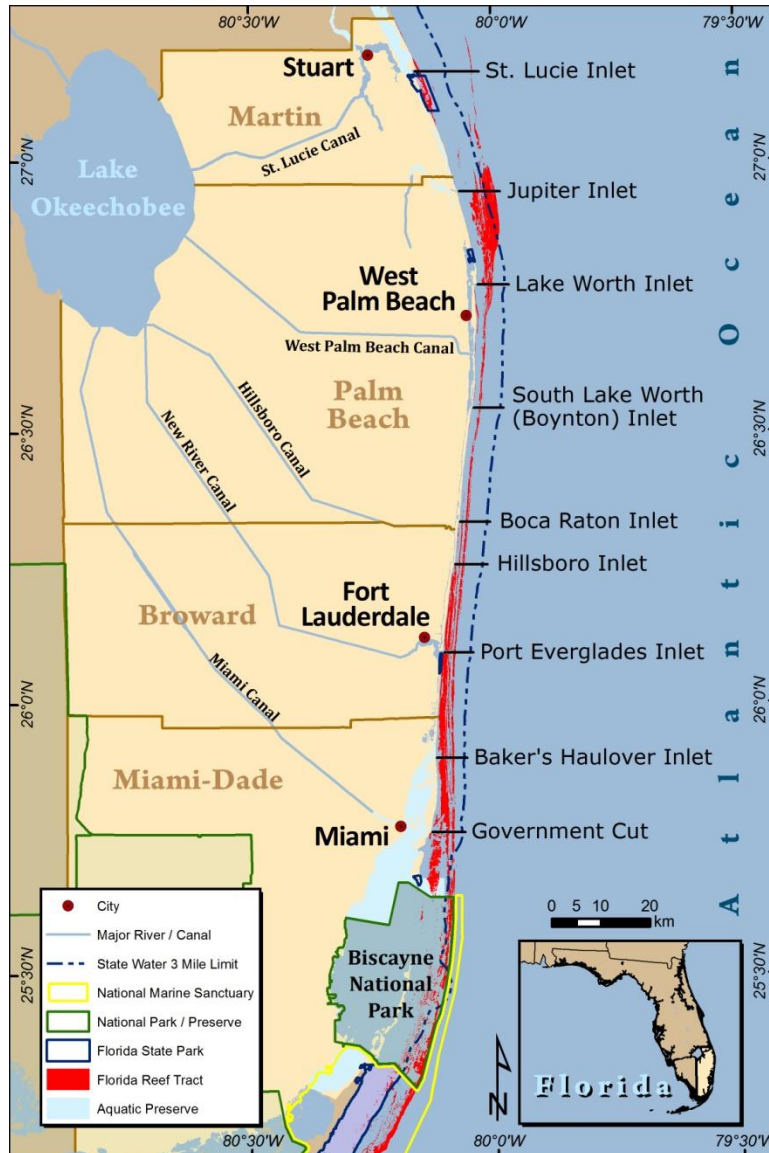 80°30'W
80°00'W
79°30'W
Stuart
St. Lucie Inlet
Martin
St. Lucie Canal
27°0'N
27°0'N
Lake
Okeechobee
Jupiter Inlet
West
Palm Beach
Lake Worth Inlet
West Palm Beach Canal
Palm
Beach
Hillsboro Canal
New River Canal
South Lake Worth
(Boynton) Inlet
26°30'N
26°30'N
Atlantic Ocean
Boca Raton Inlet
Hillsboro Inlet
Broward
Fort
Lauderdale
Port Everglades Inlet
Miami Canal
26°0'N
26°0'N
Baker's Haulover Inlet
Miami-Dade
Miami
Government Cut
City
Major River / Canal
State Water 3 Mile Limit
National Marine Sanctuary
National Park / Preserve
Florida State Park
Florida Reef Tract
Aquatic Preserve
Biscayne
National
Park
0 5 10 20
km
25°30'N
25°30'N
N
Florida
80°30'W
80°00'W
79°30'W